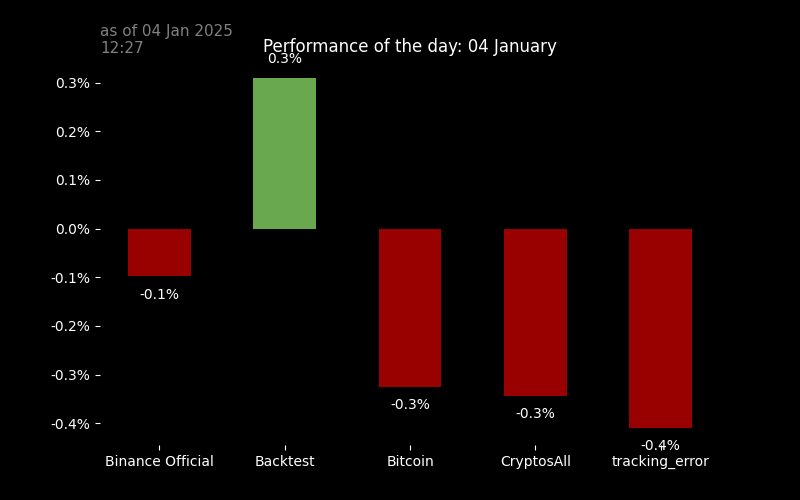 as of 04 Jan 2025
12:27
Performance of the day: 04 January
0.3%
0.3%
0.2%
0.1%
0.0%
-0.1%
-0.2%
-0.3%
-0.4%
-0.1%
-0.3%
-0.3%
-0.4%
Binance Official
Backtest
Bitcoin
CryptosAll
tracking_error